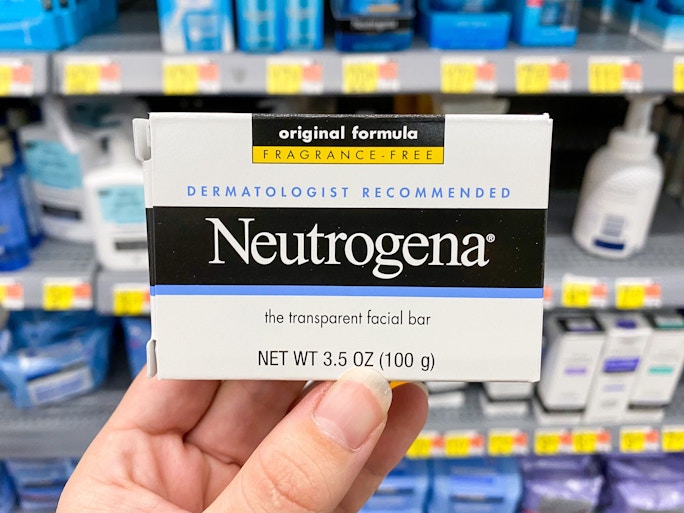 original formula
FRAGRANCE-FREE
DERMATOLOGIST RECOMMENDED
Neutrogena®
the transparent facial bar
NET WT 3.5 OZ (100 g)